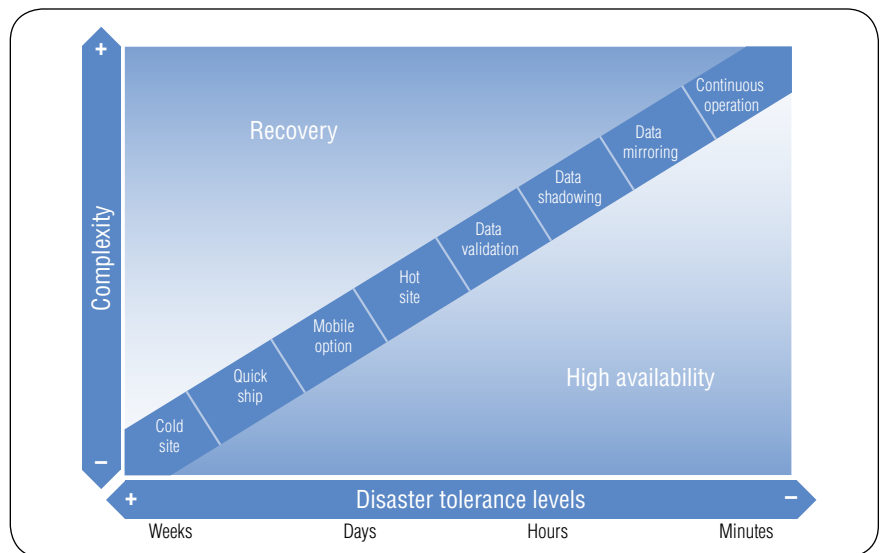 +
Complexity
−
Recovery
High availability
Cold
site
Quick
ship
Mobile
option
Hot
site
Data
validation
Data
shadowing
Data
mirroring
Continuous
operation
+
Disaster tolerance levels
−
Weeks
Days
Hours
Minutes